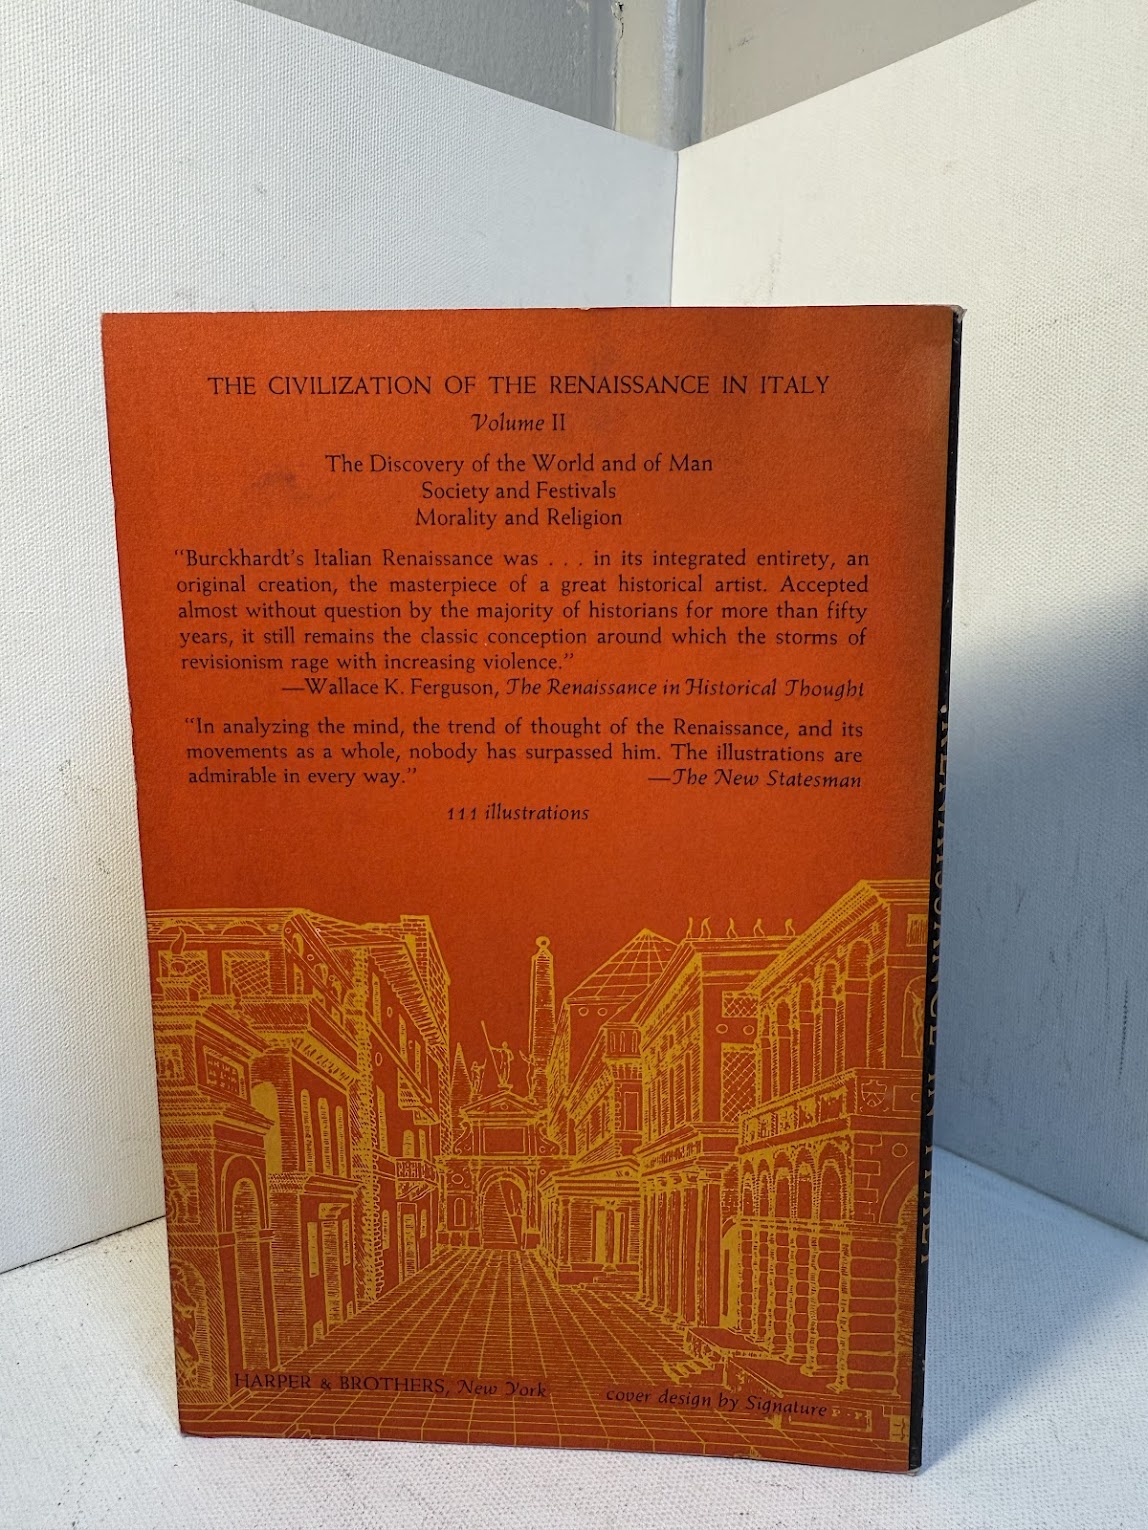 THE CIVILIZATION OF THE RENAISSANCE IN ITALY
Volume II
The Discovery of the World and of Man
Society and Festivals
Morality and Religion
“Burckhardt’s Italian Renaissance was . . . in its integrated entirety, an
original creation, the masterpiece of a great historical artist. Accepted
almost without question by the majority of historians for more than fifty
years, it still remains the classic conception around which the storms of
revisionism rage with increasing violence.”
—Wallace K. Ferguson, The Renaissance in Historical Thought
“In analyzing the mind, the trend of thought of the Renaissance, and its
movements as a whole, nobody has surpassed him. The illustrations are
admirable in every way.” —The New Statesman
111 illustrations
HARPER & BROTHERS, New York
cover design by Signature
RENAISSANCE IN ITALY